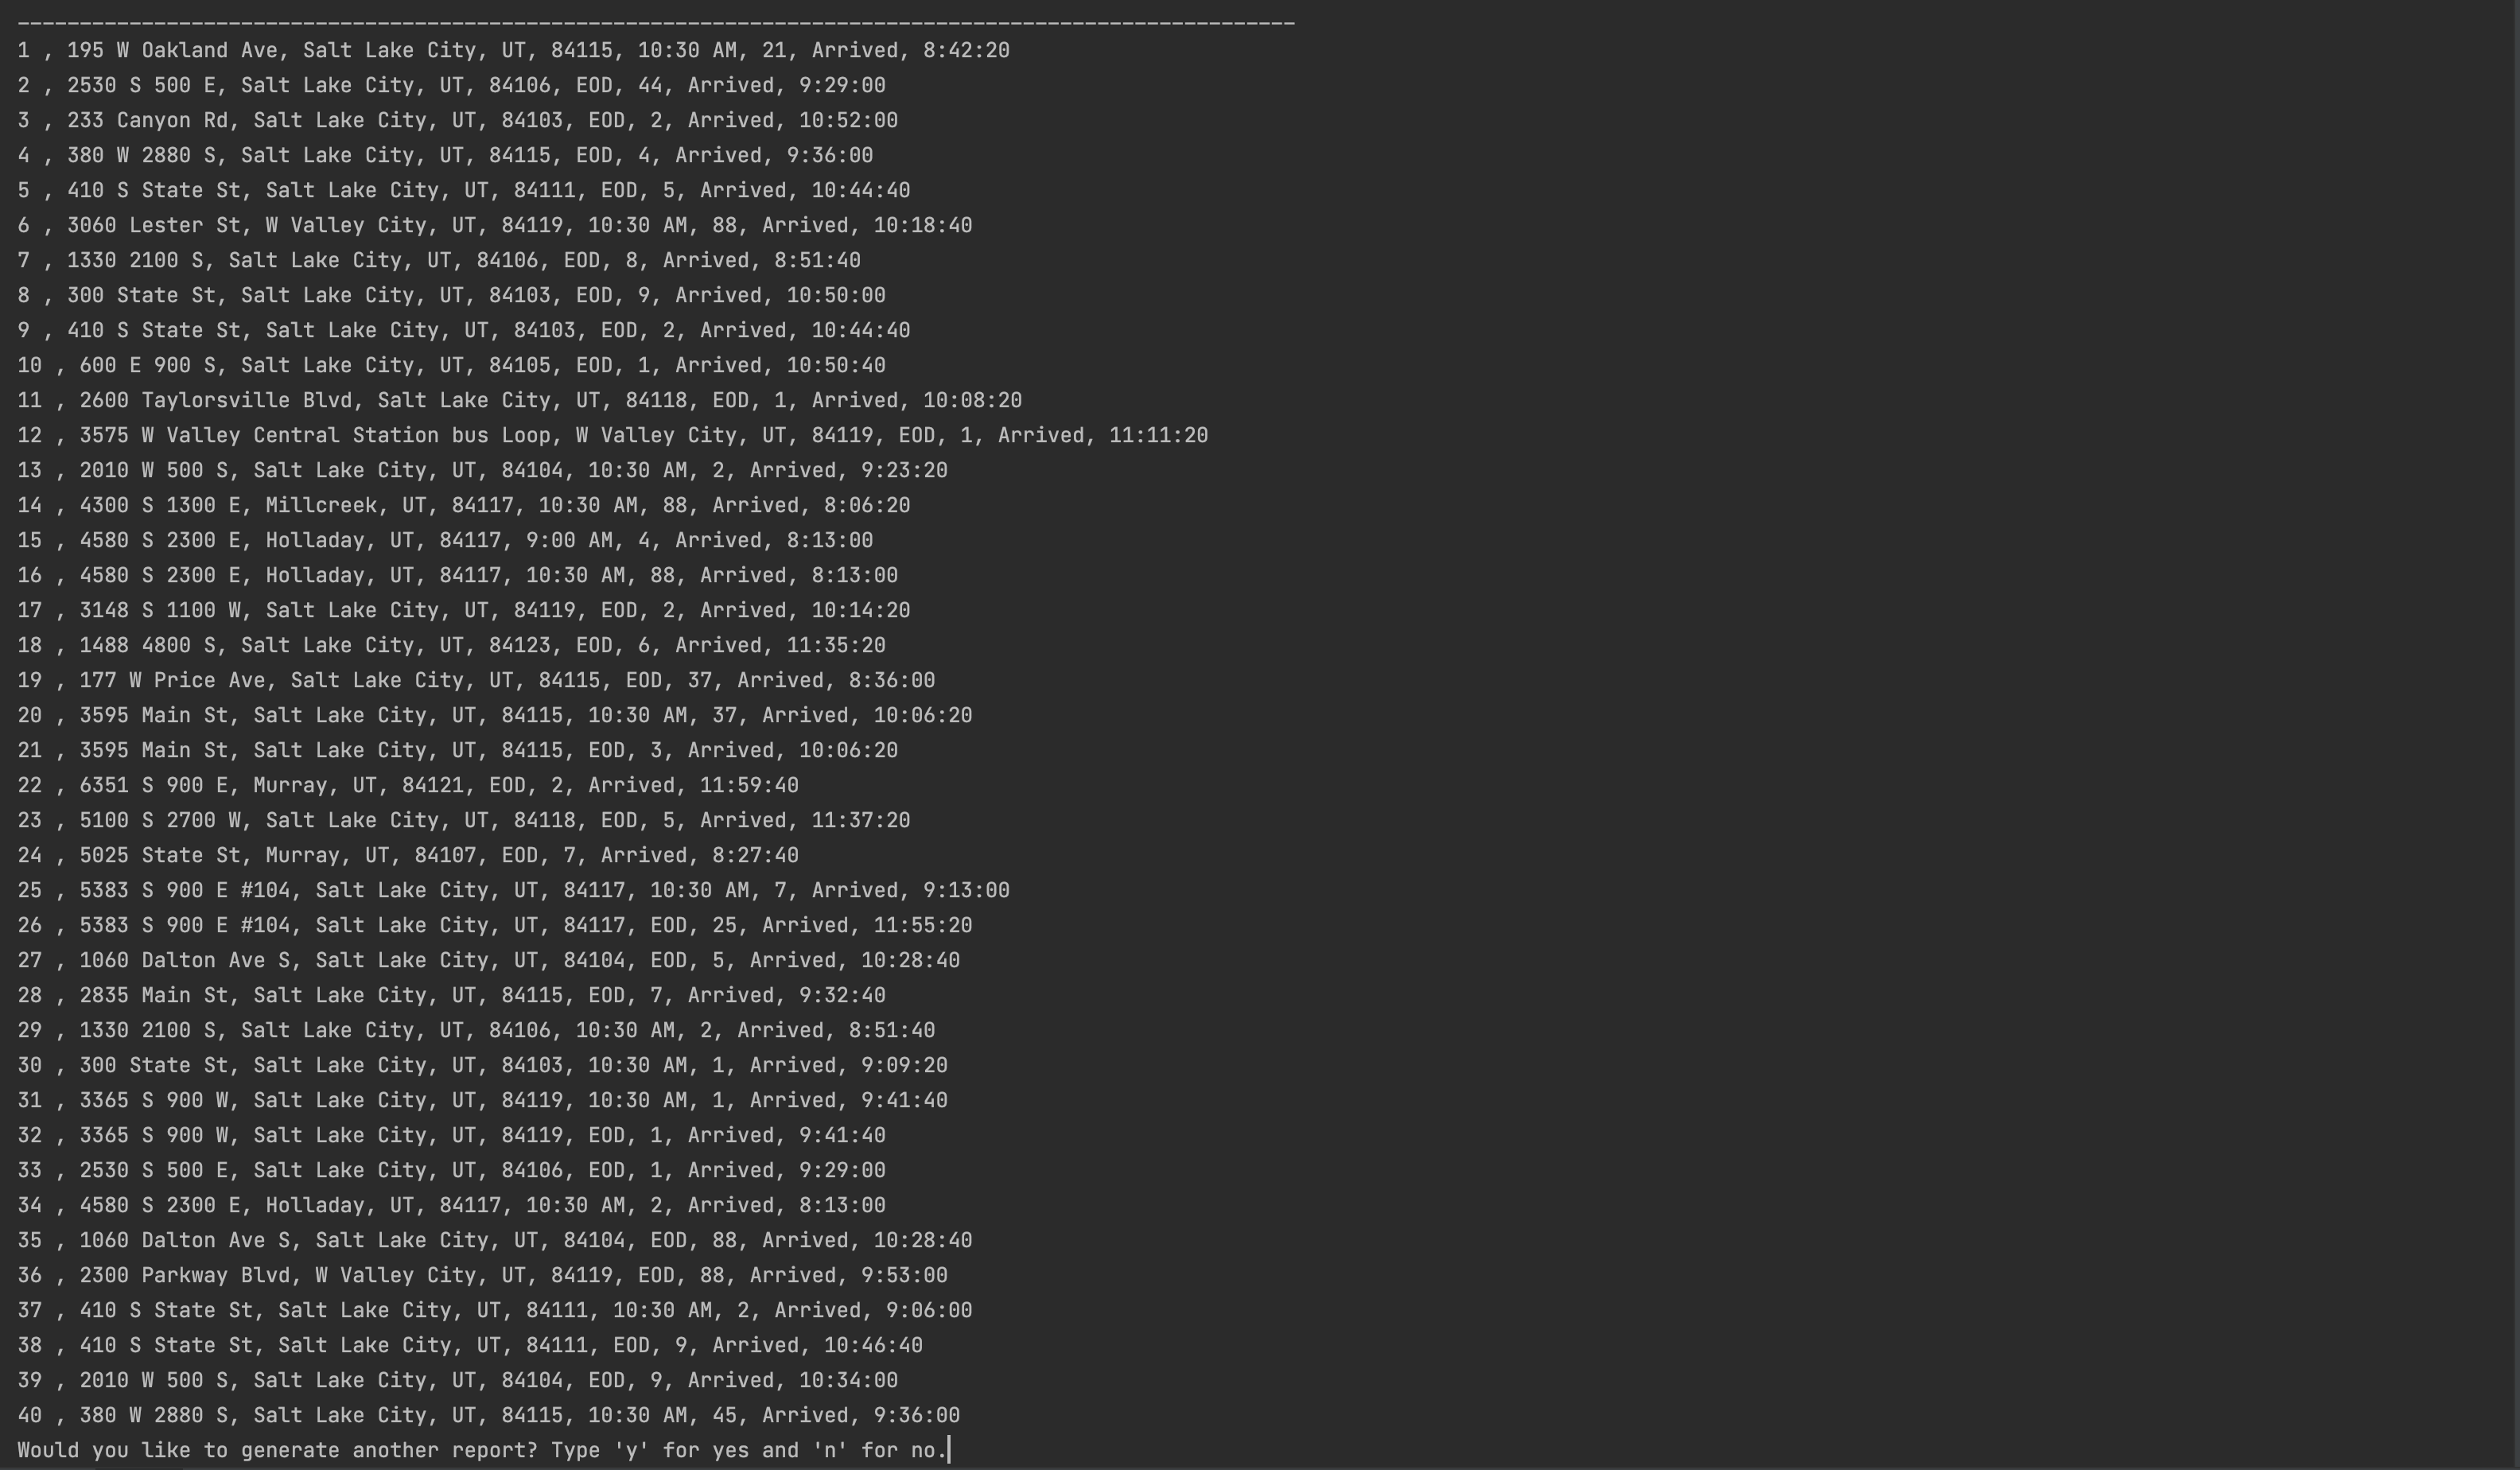 1 , 195 W Oakland Ave, Salt Lake City, UT, 84115, 10:30 AM, 21, Arrived, 8:42:20
2 , 2530 S 500 E, Salt Lake City, UT, 84106, EOD, 44, Arrived, 9:29:00
3 , 233 Canyon Rd, Salt Lake City, UT, 84103, EOD, 2, Arrived, 10:52:00
4 , 380 W 2880 S, Salt Lake City, UT, 84115, EOD, 4, Arrived, 9:36:00
5 , 410 S State St, Salt Lake City, UT, 84111, EOD, 5, Arrived, 10:44:40
6 , 3060 Lester St, W Valley City, UT, 84119, 10:30 AM, 88, Arrived, 10:18:40
7 , 1330 2100 S, Salt Lake City, UT, 84106, EOD, 8, Arrived, 8:51:40
8 , 300 State St, Salt Lake City, UT, 84103, EOD, 9, Arrived, 10:50:00
9 , 410 S State St, Salt Lake City, UT, 84103, EOD, 2, Arrived, 10:44:40
10 , 600 E 900 S, Salt Lake City, UT, 84105, EOD, 1, Arrived, 10:50:40
11 , 2600 Taylorsville Blvd, Salt Lake City, UT, 84118, EOD, 1, Arrived, 10:08:20
12 , 3575 W Valley Central Station bus Loop, W Valley City, UT, 84119, EOD, 1, Arrived, 11:11:20
13 , 2010 W 500 S, Salt Lake City, UT, 84104, 10:30 AM, 2, Arrived, 9:23:20
14 , 4300 S 1300 E, Millcreek, UT, 84117, 10:30 AM, 88, Arrived, 8:06:20
15 , 4580 S 2300 E, Holladay, UT, 84117, 9:00 AM, 4, Arrived, 8:13:00
16 , 4580 S 2300 E, Holladay, UT, 84117, 10:30 AM, 88, Arrived, 8:13:00
17 , 3148 S 1100 W, Salt Lake City, UT, 84119, EOD, 2, Arrived, 10:14:20
18 , 1488 4800 S, Salt Lake City, UT, 84123, EOD, 6, Arrived, 11:35:20
19 , 177 W Price Ave, Salt Lake City, UT, 84115, EOD, 37, Arrived, 8:36:00
20 , 3595 Main St, Salt Lake City, UT, 84115, 10:30 AM, 37, Arrived, 10:06:20
21 , 3595 Main St, Salt Lake City, UT, 84115, EOD, 3, Arrived, 10:06:20
22 , 6351 S 900 E, Murray, UT, 84121, EOD, 2, Arrived, 11:59:40
23 , 5100 S 2700 W, Salt Lake City, UT, 84118, EOD, 5, Arrived, 11:37:20
24 , 5025 State St, Murray, UT, 84107, EOD, 7, Arrived, 8:27:40
25 , 5383 S 900 E #104, Salt Lake City, UT, 84117, 10:30 AM, 7, Arrived, 9:13:00
26 , 5383 S 900 E #104, Salt Lake City, UT, 84117, EOD, 25, Arrived, 11:55:20
27 , 1060 Dalton Ave S, Salt Lake City, UT, 84104, EOD, 5, Arrived, 10:28:40
28 , 2835 Main St, Salt Lake City, UT, 84115, EOD, 7, Arrived, 9:32:40
29 , 1330 2100 S, Salt Lake City, UT, 84106, 10:30 AM, 2, Arrived, 8:51:40
30 , 300 State St, Salt Lake City, UT, 84103, 10:30 AM, 1, Arrived, 9:09:20
31 , 3365 S 900 W, Salt Lake City, UT, 84119, 10:30 AM, 1, Arrived, 9:41:40
32 , 3365 S 900 W, Salt Lake City, UT, 84119, EOD, 1, Arrived, 9:41:40
33 , 2530 S 500 E, Salt Lake City, UT, 84106, EOD, 1, Arrived, 9:29:00
34 , 4580 S 2300 E, Holladay, UT, 84117, 10:30 AM, 2, Arrived, 8:13:00
35 , 1060 Dalton Ave S, Salt Lake City, UT, 84104, EOD, 88, Arrived, 10:28:40
36 , 2300 Parkway Blvd, W Valley City, UT, 84119, EOD, 88, Arrived, 9:53:00
37 , 410 S State St, Salt Lake City, UT, 84111, 10:30 AM, 2, Arrived, 9:06:00
38 , 410 S State St, Salt Lake City, UT, 84111, EOD, 9, Arrived, 10:46:40
39 , 2010 W 500 S, Salt Lake City, UT, 84104, EOD, 9, Arrived, 10:34:00
40 , 380 W 2880 S, Salt Lake City, UT, 84115, 10:30 AM, 45, Arrived, 9:36:00
Would you like to generate another report? Type 'y' for yes and 'n' for no.